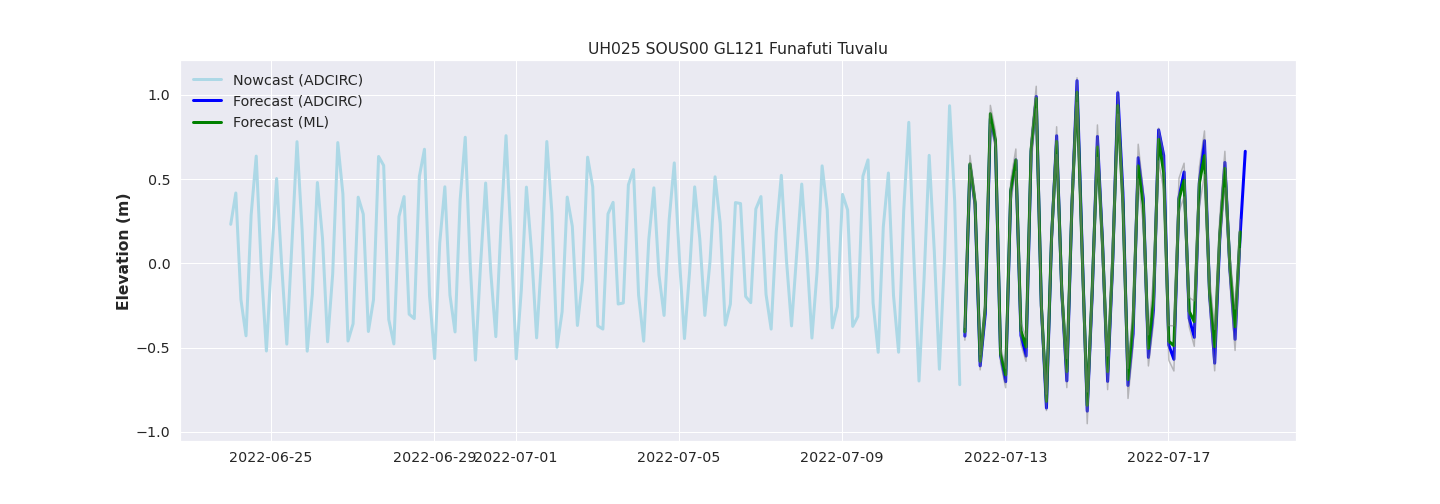 UH025 SOUS00 GL121 Funafuti Tuvalu
Nowcast (ADCIRC)
Forecast (ADCIRC)
Forecast (ML)
Elevation (m)
1.0
0.5
0.0
−0.5
−1.0
2022-06-25 2022-06-29 2022-07-01 2022-07-05 2022-07-09 2022-07-13 2022-07-17